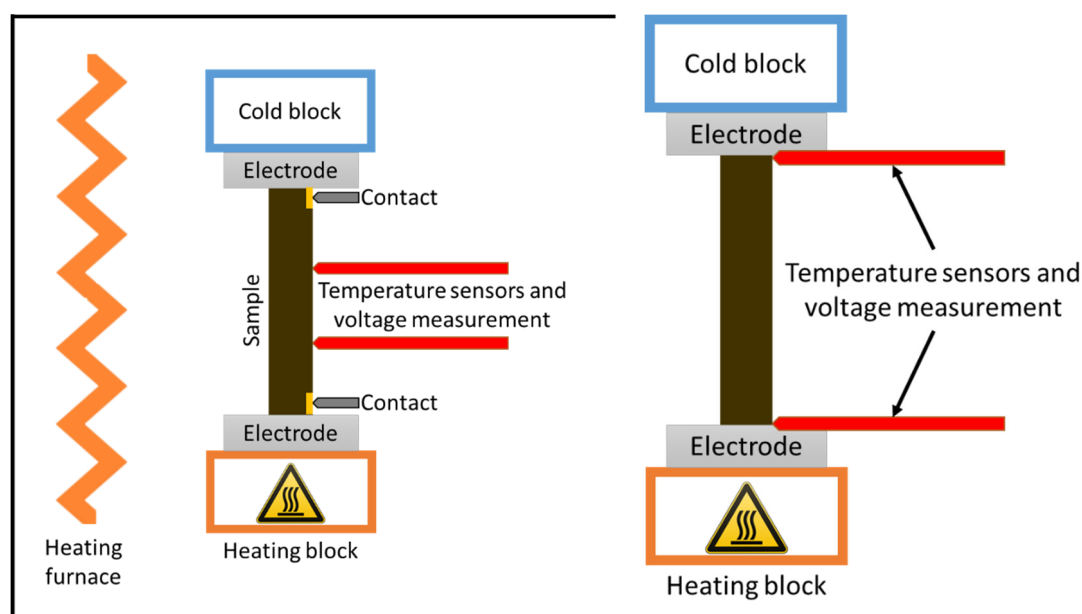 Cold block
Electrode
Contact
Sample
Temperature sensors and
voltage measurement
Contact
Electrode
Heating block
Heating
furnace
Cold block
Electrode
Temperature sensors and
voltage measurement
Electrode
Heating block